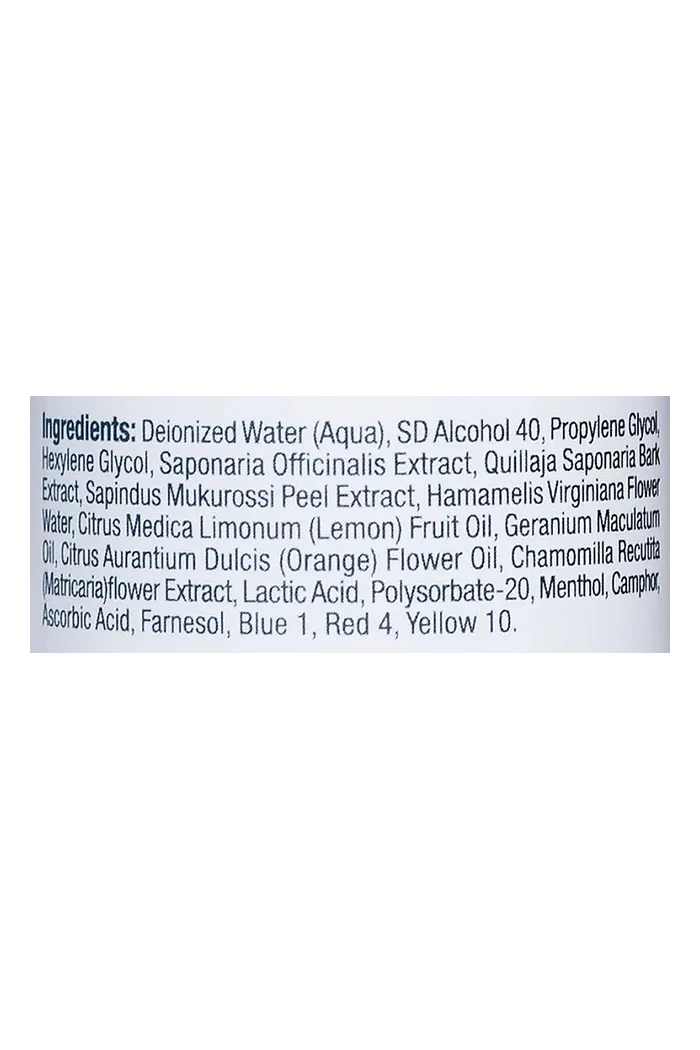 Ingredients: Deionized Water (Aqua), SD Alcohol 40, Propylene Glycol,
Hexylene Glycol, Saponaria Officinalis Extract, Quillaja Saponaria Bark
Extract, Sapindus Mukurossi Peel Extract, Hamamelis Virginiana Flower
Water, Citrus Medica Limonum (Lemon) Fruit Oil, Geranium Maculatum
Oil, Citrus Aurantium Dulcis (Orange) Flower Oil, Chamomilla Recutita
(Matricaria)flower Extract, Lactic Acid, Polysorbate-20, Menthol, Camphor,
Ascorbic Acid, Farnesol, Blue 1, Red 4, Yellow 10.